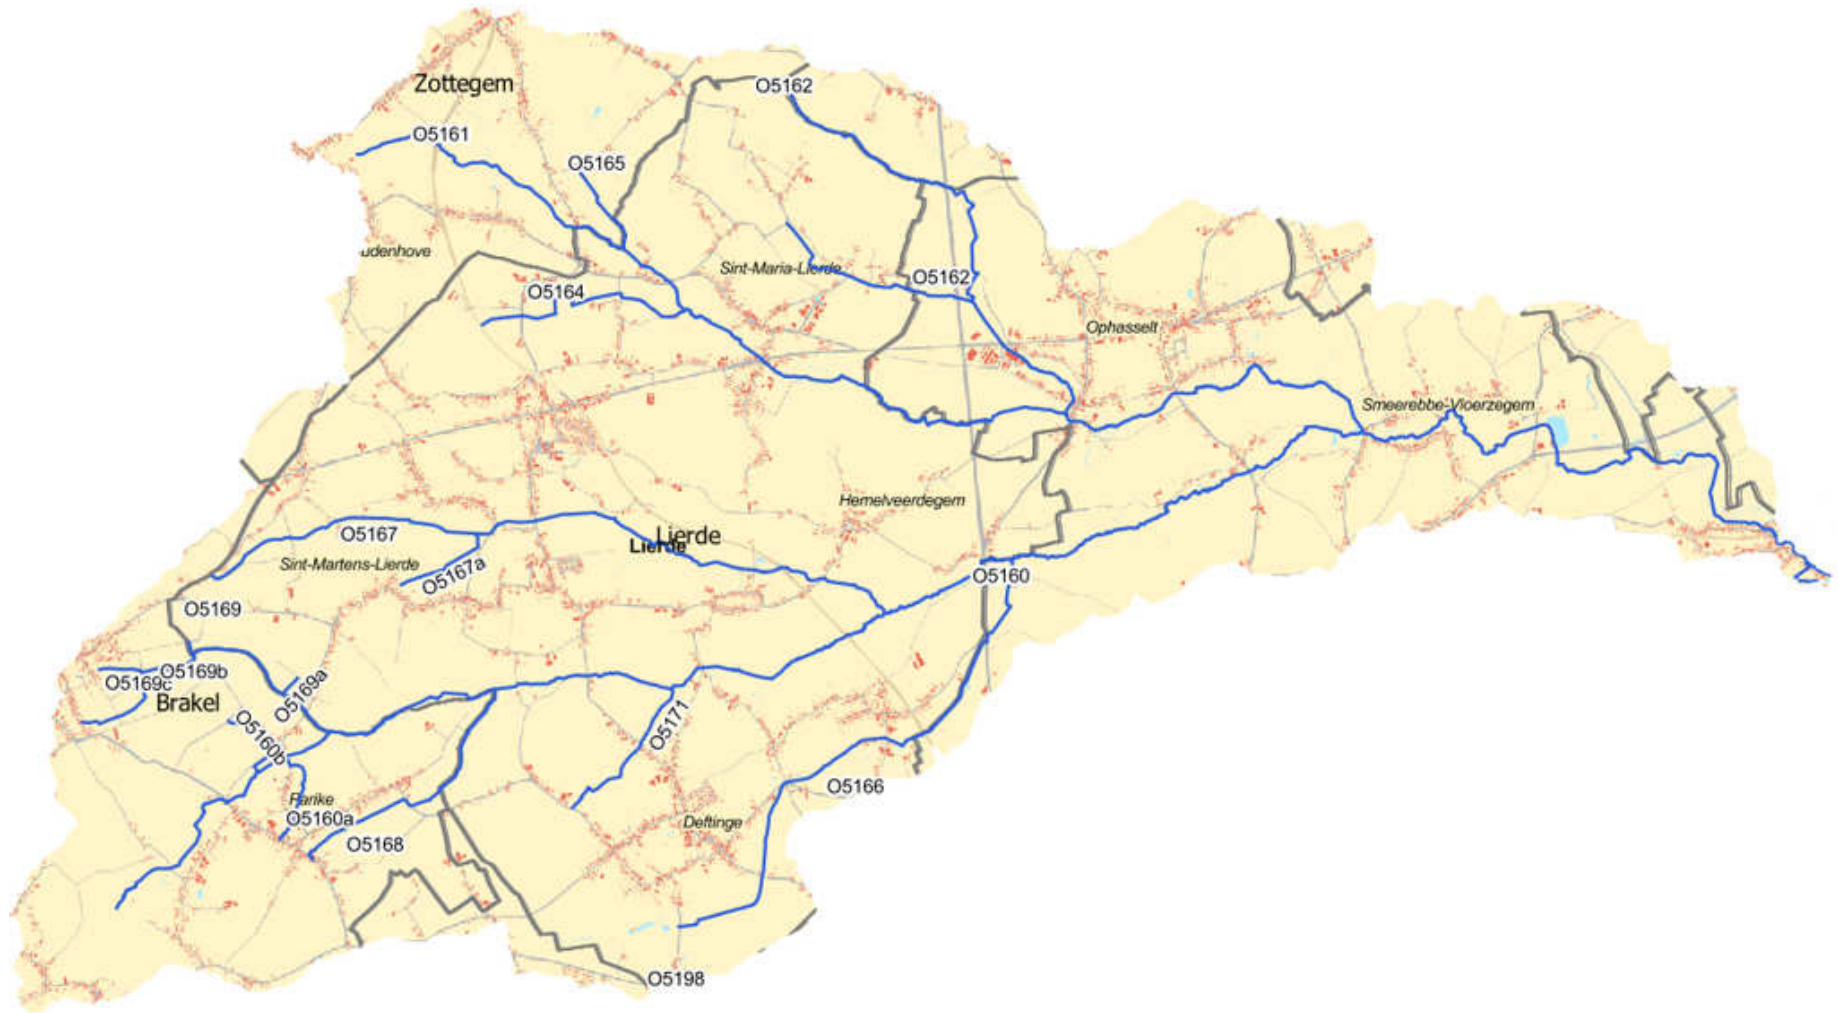 Zottegem
O5162
O5161
O5165
udenhove
Sint-Maria-Lierde
O5162
O5164
Ophasselt
Smeerebbe-Vloerzegem
Hemelveerdegem
O5167
Lierde
Lierde
Sint-Martens-Lierde
O5167a
O5160
O5169
O5169b
O5169c
O5169a
Brakel
O5160b
O5171
O5166
Parike
O5160a
Deftinge
O5168
O5198